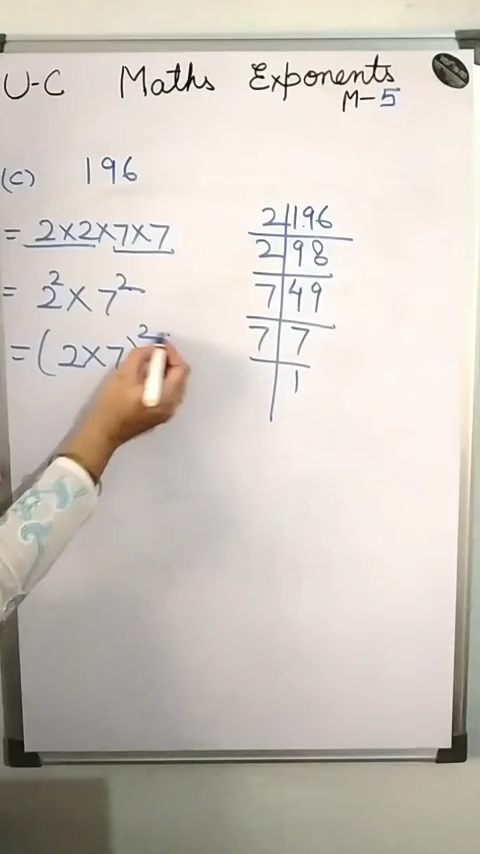 U-C Maths Exponents
M-5
(C) 196
= 2×2×7×7
= 2² × 7²
= (2×7)²
2|196
2|98
7|49
7|7
|1